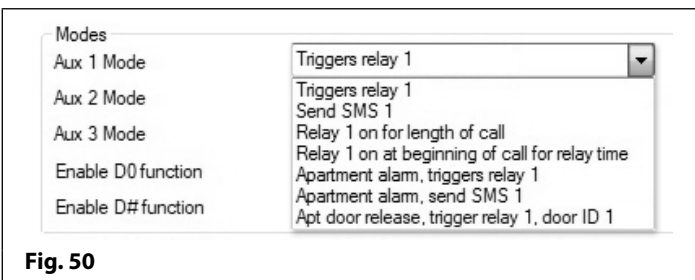 Modes
Aux 1 Mode
Triggers relay 1
Aux 2 Mode
Triggers relay 1
Send SMS 1
Aux 3 Mode
Relay 1 on for length of call
Relay 1 on at beginning of call for relay time
Enable D0 function
Apartment alarm, triggers relay 1
Apartment alarm, send SMS 1
Enable D# function
Apt door release, trigger relay 1, door ID 1
Fig. 50